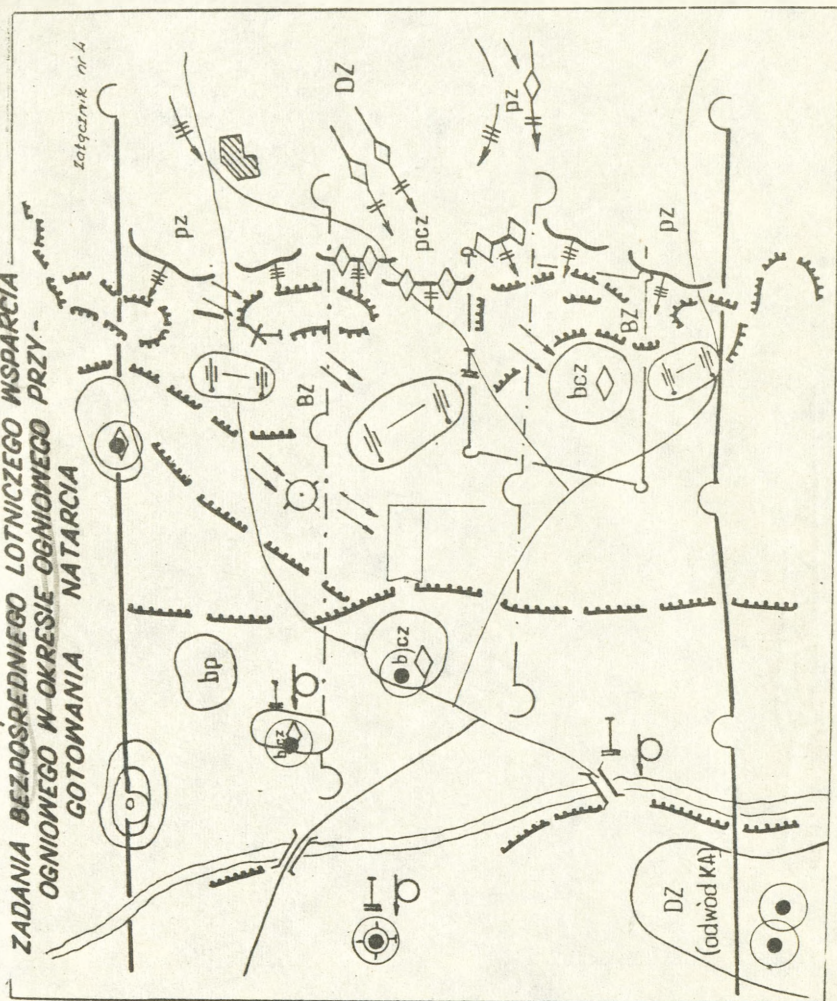 ZADANIA BEZPOŚREDNIEGO LOTNICZEGO WSPARCIA
OGNIOWEGO W OKRESIE OGNIOWEGO PRZY-
GOTOWANIA NATARCIA
Załącznik nr 4
pz
DZ
pz
pcz
pz
BZ
BZ
bcz
bp
bcz
bcz
DZ
(odwód KA)